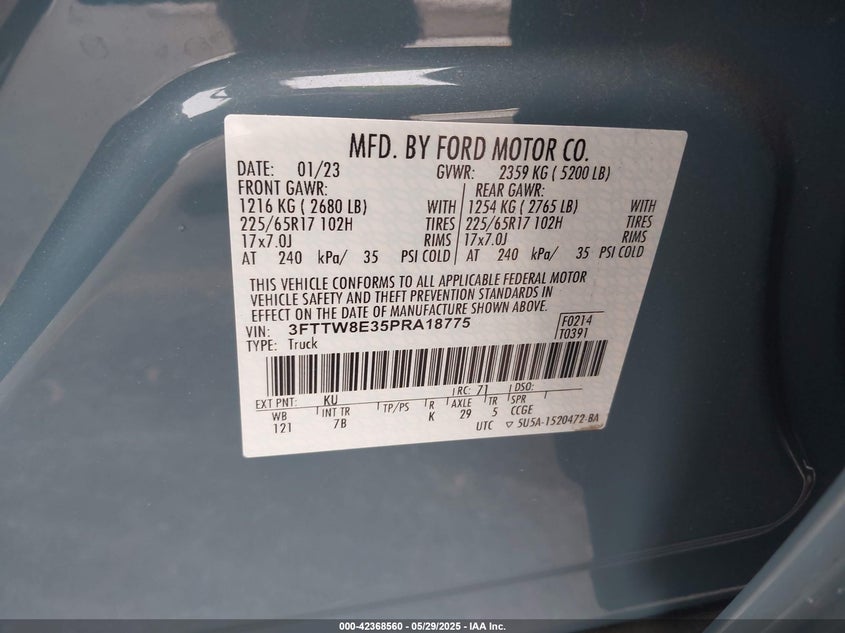 MFD. BY FORD MOTOR CO.
DATE: 01/23 GVWR: 2359 KG ( 5200 LB)
FRONT GAWR: REAR GAWR:
1216 KG ( 2680 LB) WITH 1254 KG ( 2765 LB) WITH
225/65R17 102H TIRES 225/65R17 102H TIRES
17x7.0J RIMS 17x7.0J RIMS
AT 240 kPa/ 35 PSI COLD AT 240 kPa/ 35 PSI COLD
THIS VEHICLE CONFORMS TO ALL APPLICABLE FEDERAL MOTOR
VEHICLE SAFETY AND THEFT PREVENTION STANDARDS IN
EFFECT ON THE DATE OF MANUFACTURE SHOWN ABOVE.
VIN: 3FTTW8E35PRA18775 F0214
TYPE: Truck T0391
EXT PNT: KU RC: 71 DSO:
WB INT TR TP/PS R AXLE TR SPR
121 7B K 29 5 CCGE
UTC ▽ 5U5A-1520472-BA
000-42368560 - 05/29/2025 - IAA Inc.